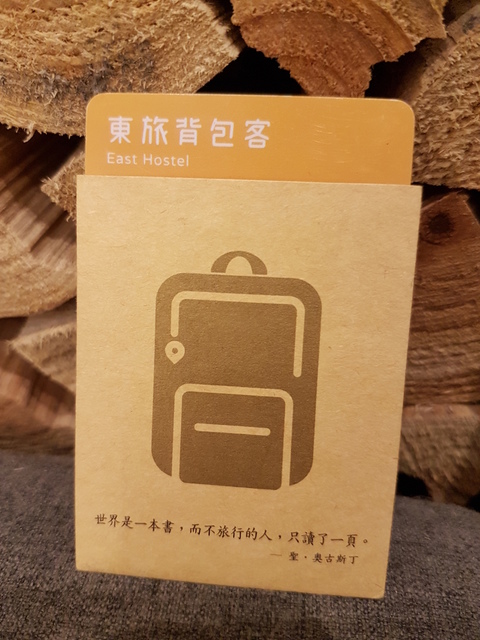 東旅背包客
East Hostel
世界是一本書，而不旅行的人，只讀了一頁。
— 聖·奧古斯丁